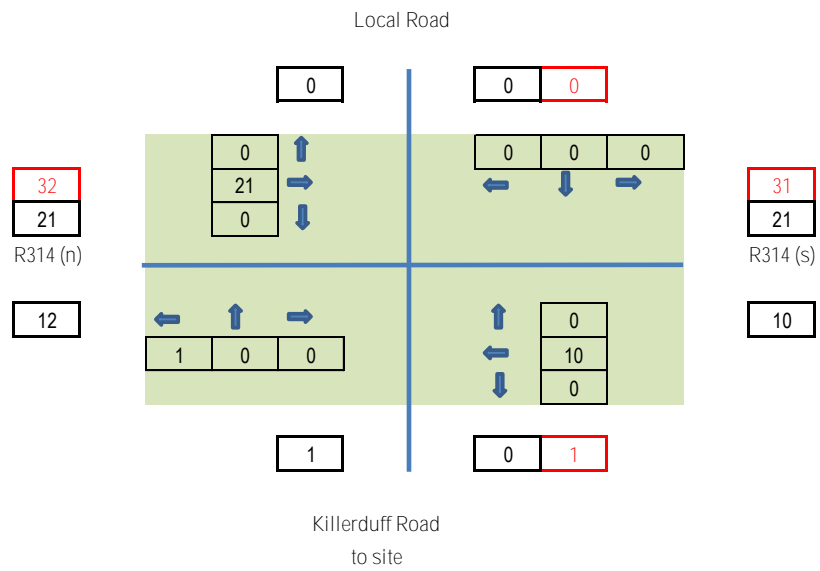 Local Road
0 0 0
0 0 0 0
32 21 31
21 0 21
R314 (n) R314 (s)
12 0 10
1 0 0 10
0
1 0 1
Killerduff Road
to site